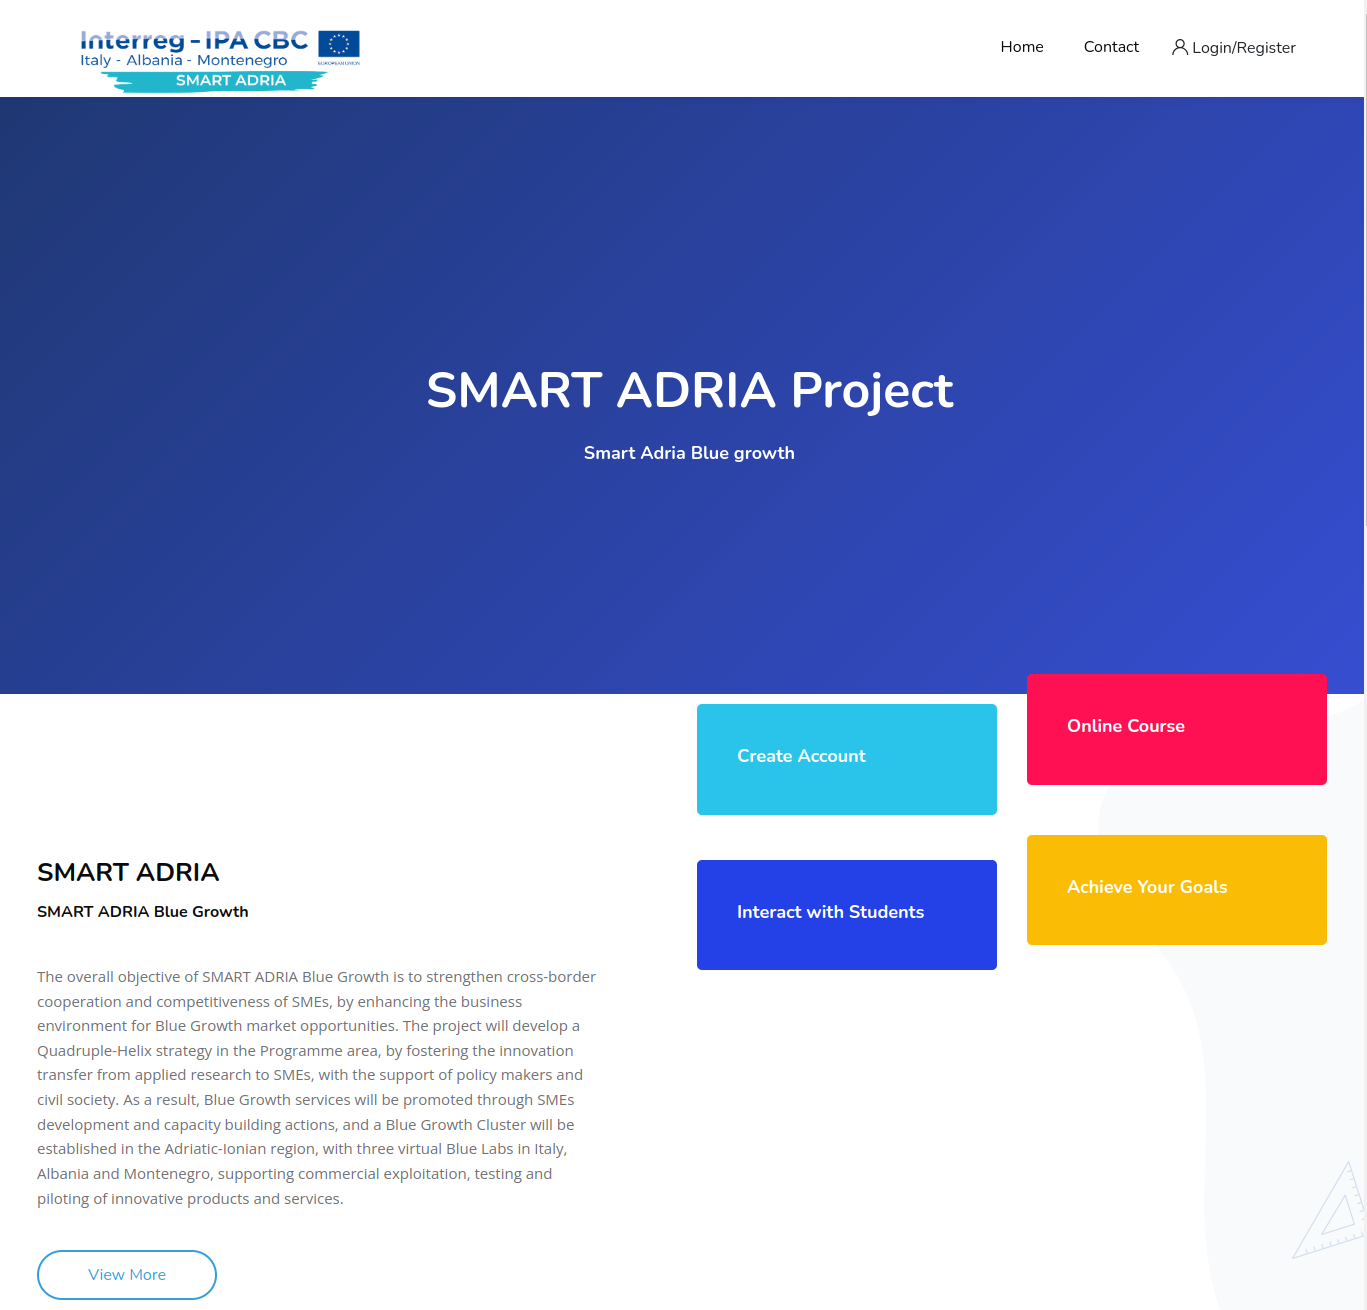 Interreg - IPA CBC
Italy - Albania - Montenegro
EUROPEAN UNION
SMART ADRIA
Home
Contact
Login/Register
SMART ADRIA Project
Smart Adria Blue growth
Create Account
Online Course
Interact with Students
Achieve Your Goals
SMART ADRIA
SMART ADRIA Blue Growth
The overall objective of SMART ADRIA Blue Growth is to strengthen cross-border
cooperation and competitiveness of SMEs, by enhancing the business
environment for Blue Growth market opportunities. The project will develop a
Quadruple-Helix strategy in the Programme area, by fostering the innovation
transfer from applied research to SMEs, with the support of policy makers and
civil society. As a result, Blue Growth services will be promoted through SMEs
development and capacity building actions, and a Blue Growth Cluster will be
established in the Adriatic-Ionian region, with three virtual Blue Labs in Italy,
Albania and Montenegro, supporting commercial exploitation, testing and
piloting of innovative products and services.
View More